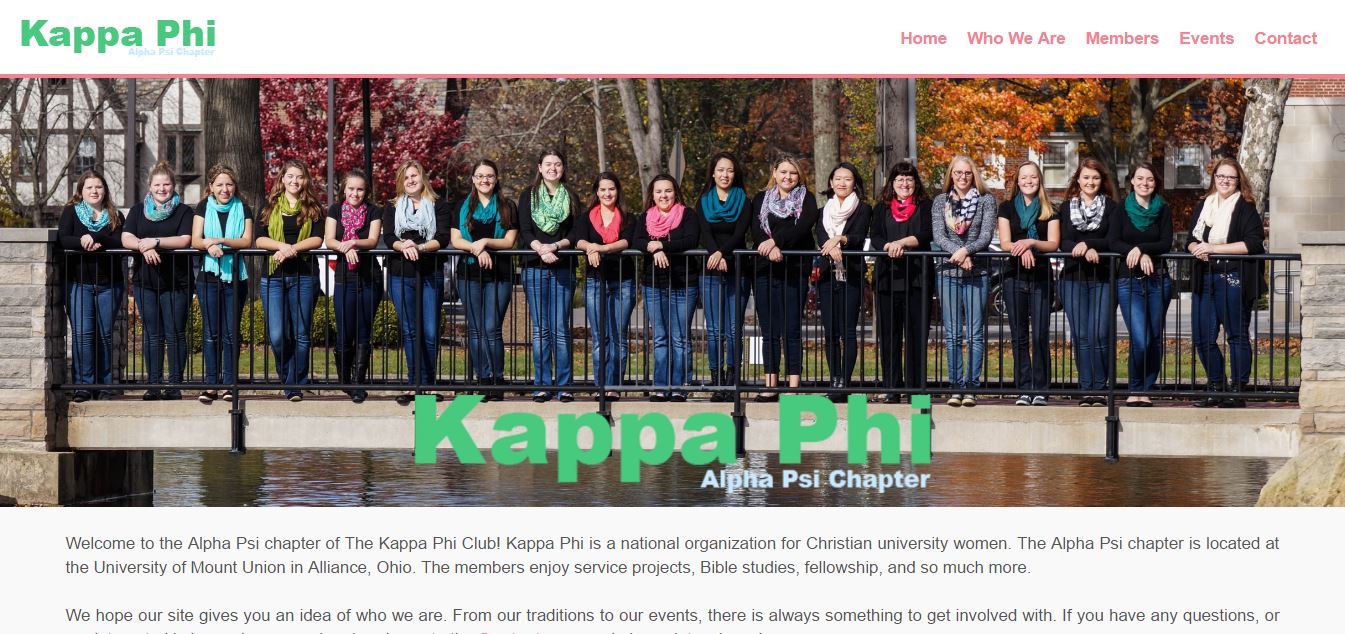 Kappa Phi
Alpha Psi Chapter
Home Who We Are Members Events Contact
Kappa Phi
Alpha Psi Chapter
Welcome to the Alpha Psi chapter of The Kappa Phi Club! Kappa Phi is a national organization for Christian university women. The Alpha Psi chapter is located at
the University of Mount Union in Alliance, Ohio. The members enjoy service projects, Bible studies, fellowship, and so much more.
We hope our site gives you an idea of who we are. From our traditions to our events, there is always something to get involved with. If you have any questions, or